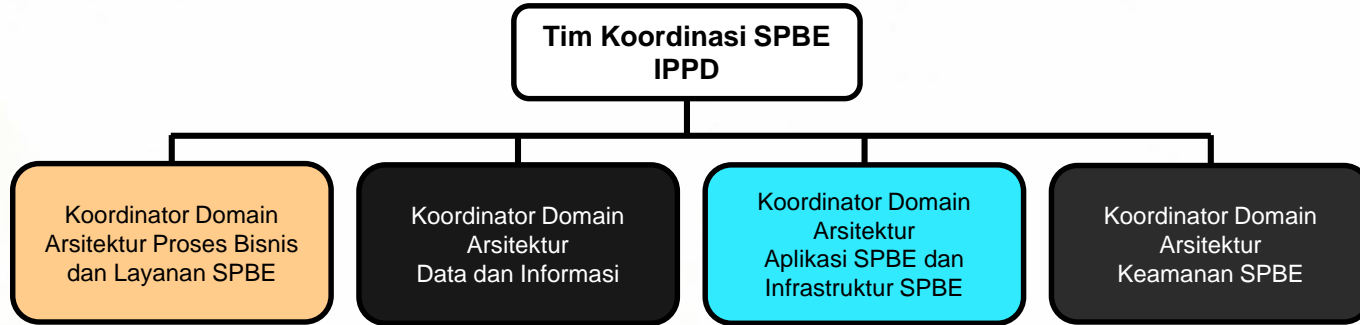 Tim Koordinasi SPBE
IPPD
Koordinator Domain
Arsitektur Proses Bisnis
dan Layanan SPBE
Koordinator Domain
Arsitektur
Data dan Informasi
Koordinator Domain
Arsitektur
Aplikasi SPBE dan
Infrastruktur SPBE
Koordinator Domain
Arsitektur
Keamanan SPBE